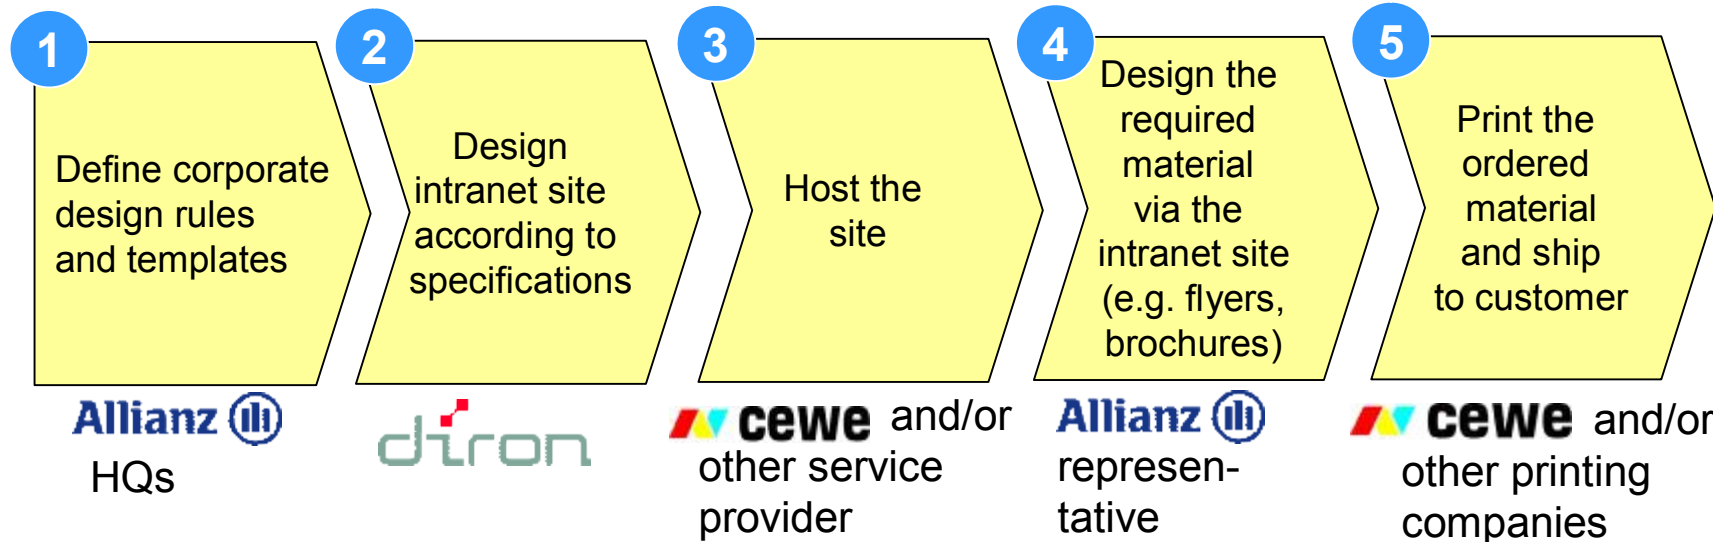 1
Define corporate
design rules
and templates
Allianz
HQs
2
Design
intranet site
according to
specifications
diron
3
Host the
site
cewe and/or
other service
provider
4
Design the
required
material
via the
intranet site
(e.g. flyers,
brochures)
Allianz
represen-
tative
5
Print the
ordered
material
and ship
to customer
cewe and/or
other printing
companies